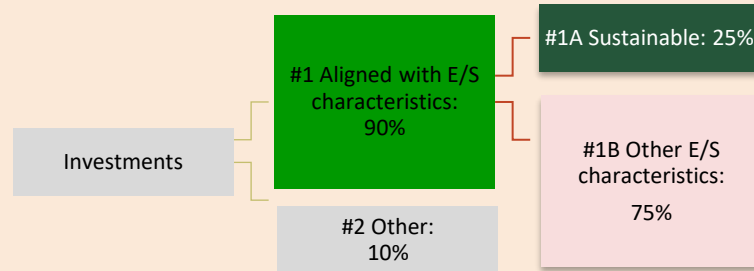 Investments
#1 Aligned with E/S
characteristics:
90%
#2 Other:
10%
#1A Sustainable: 25%
#1B Other E/S
characteristics:
75%